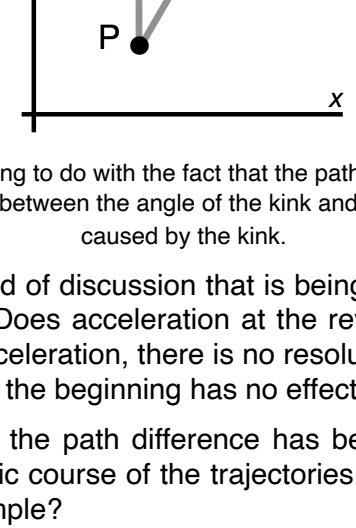 P
x
ng to do with the fact that the path
between the angle of the kink and
caused by the kink.
d of discussion that is being
Does acceleration at the re
celeration, there is no resolu
the beginning has no effect
the path difference has be
ic course of the trajectories.
nple?